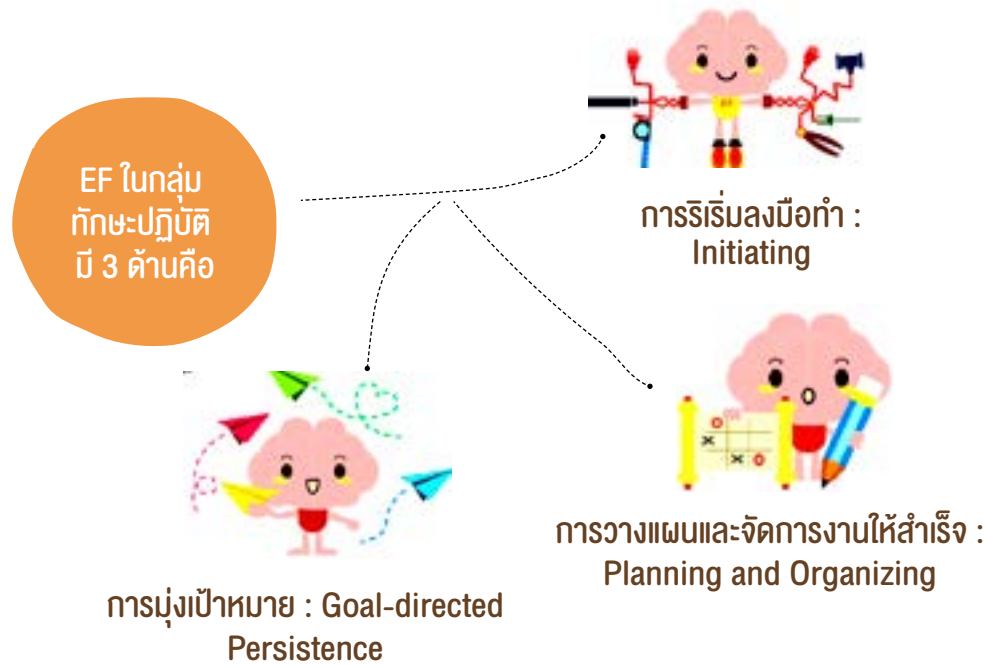 EF ในกลุ่ม
ทักษะปฏิบัติ
มี 3 ด้านคือ
การริเริ่มลงมือทำ :
Initiating
การวางแผนและจัดการงานให้สำเร็จ :
Planning and Organizing
การมุ่งเป้าหมาย : Goal-directed
Persistence